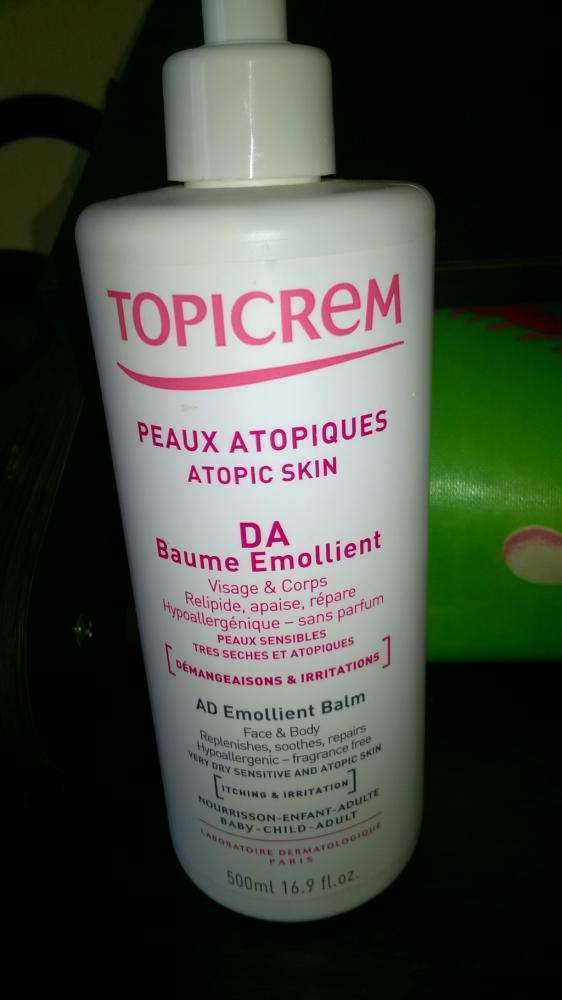 TOPICREM
PEAUX ATOPIQUES
ATOPIC SKIN
DA
Baume Emollient
Visage & Corps
Relipide, apaise, répare
Hypoallergénique – sans parfum
PEAUX SENSIBLES
TRES SECHES ET ATOPIQUES
[DÉMANGEAISONS & IRRITATIONS]
AD Emollient Balm
Face & Body
Replenishes, soothes, repairs
Hypoallergenic – fragrance free
VERY DRY SENSITIVE AND ATOPIC SKIN
[ITCHING & IRRITATION]
NOURRISSON-ENFANT-ADULTE
BABY-CHILD-ADULT
LABORATOIRE DERMATOLOGIQUE
PARIS
500ml 16.9 fl.oz.